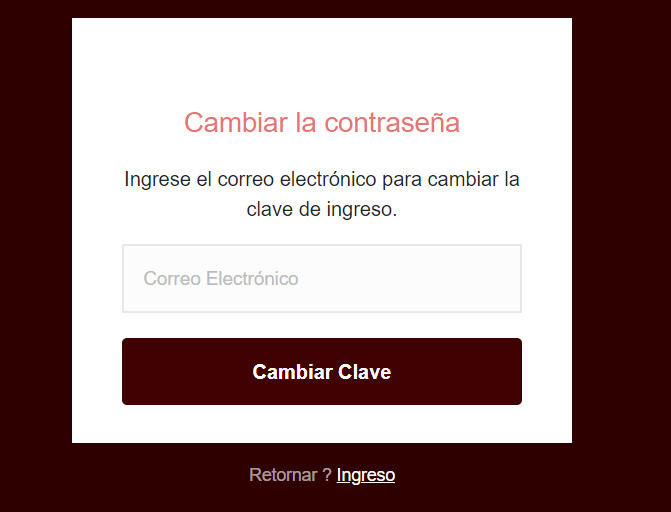 Cambiar la contraseña
Ingrese el correo electrónico para cambiar la
clave de ingreso.
Correo Electrónico
Cambiar Clave
Retornar ? Ingreso